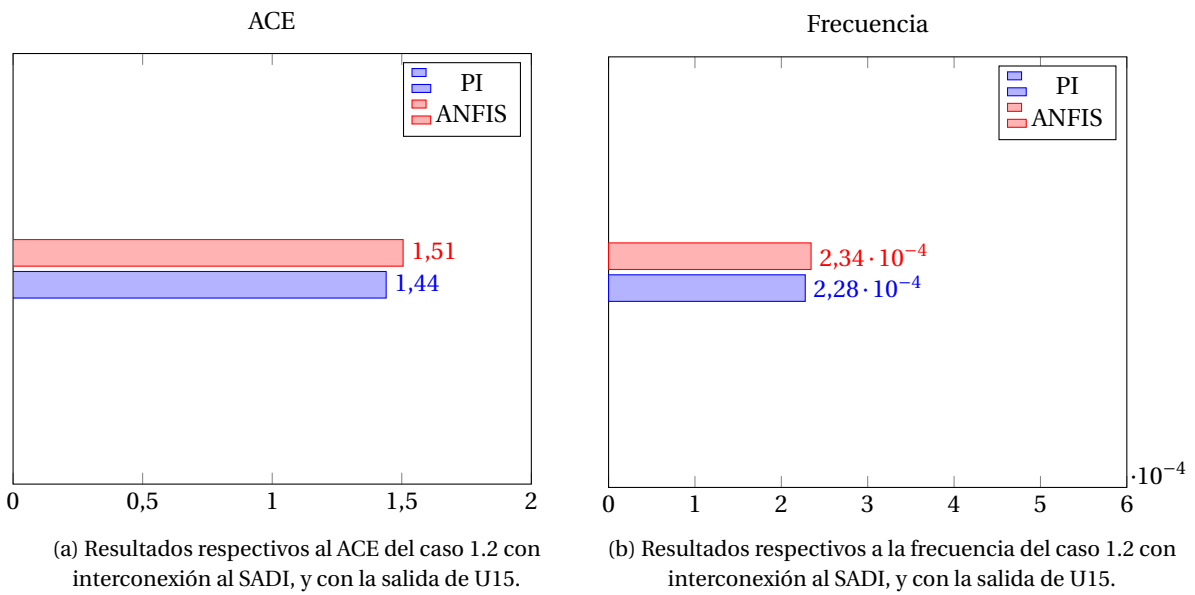 ACE
PI
ANFIS
1,51
1,44
0 0,5 1 1,5 2
(a) Resultados respectivos al ACE del caso 1.2 con
interconexión al SADI, y con la salida de U15.
Frecuencia
PI
ANFIS
2,34 · 10⁻⁴
2,28 · 10⁻⁴
·10⁻⁴
0 1 2 3 4 5 6
(b) Resultados respectivos a la frecuencia del caso 1.2 con
interconexión al SADI, y con la salida de U15.